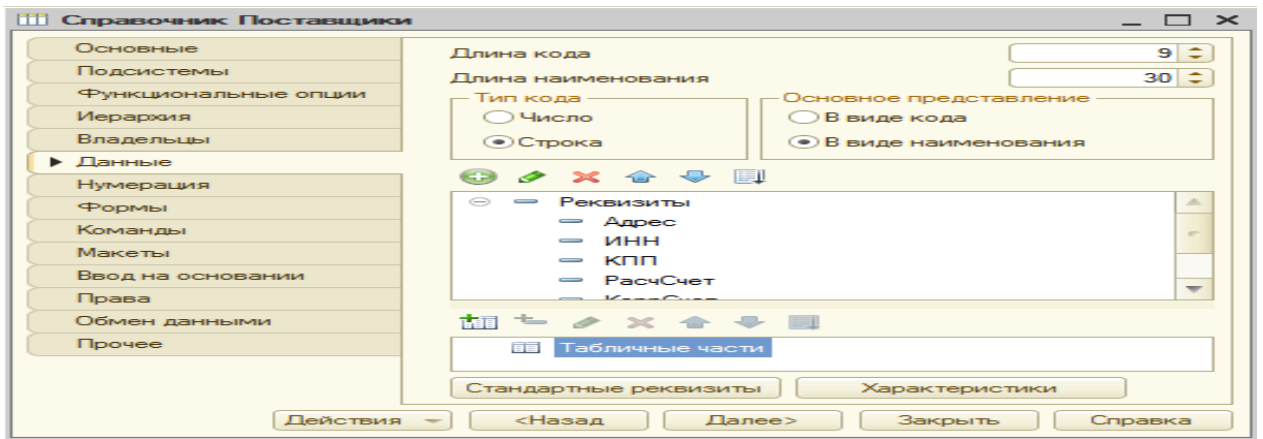 Справочник Поставщики
Основные
Подсистемы
Функциональные опции
Иерархия
Владельцы
Данные
Нумерация
Формы
Команды
Макеты
Ввод на основании
Права
Обмен данными
Прочее
Длина кода 9
Длина наименования 30
Тип кода
Число
Строка
Основное представление
В виде кода
В виде наименования
Реквизиты
Адрес
ИНН
КПП
РасчСчет
КоррСчет
Табличные части
Стандартные реквизиты Характеристики
Действия <Назад Далее> Закрыть Справка